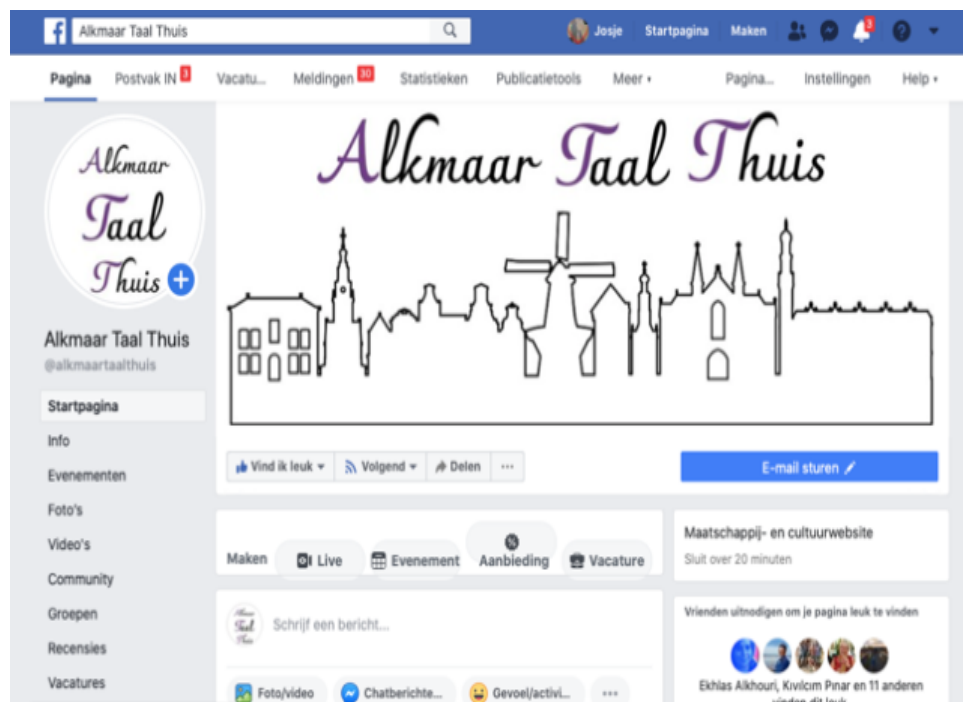 Alkmaar Taal Thuis
Josje Startpagina Maken 3
Pagina Postvak IN 3 Vacatu... Meldingen 30 Statistieken Publicatietools Meer Pagina... Instellingen Help
Alkmaar
Taal
Thuis
Alkmaar Taal Thuis
Alkmaar Taal Thuis
@alkmaartaalthuis
Startpagina
Info
Evenementen
Foto's
Video's
Community
Groepen
Recensies
Vacatures
Vind ik leuk Volgend Delen ...
E-mail sturen
Maken Live Evenement Aanbieding Vacature
Maatschappij- en cultuurwebsite
Sluit over 20 minuten
Alkmaar
Taal
Thuis
Schrijf een bericht...
Foto/video Chatberichte... Gevoel/activi... ...
Vrienden uitnodigen om je pagina leuk te vinden
Ekhlas Alkhouri, Kıvılcım Pınar en 11 anderen
vinden dit leuk